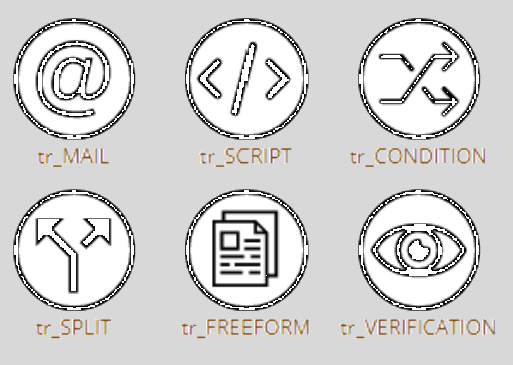 @ </> 
tr_MAIL tr_SCRIPT tr_CONDITION
tr_SPLIT tr_FREEFORM tr_VERIFICATION